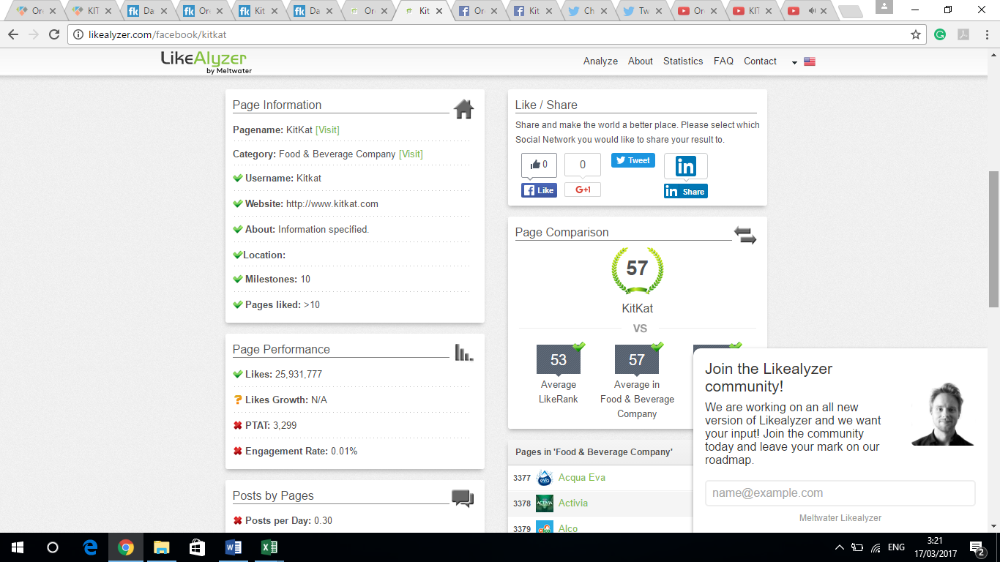 Or
KIT
Da
Or
Kit
Da
Or
Kit
Or
Kit
Ch
Tw
Or
KIT
likealyzer.com/facebook/kitkat
LikeAlyzer
by Meltwater
Analyze About Statistics FAQ Contact
Page Information
Pagename: KitKat [Visit]
Category: Food & Beverage Company [Visit]
Username: Kitkat
Website: http://www.kitkat.com
About: Information specified.
Location:
Milestones: 10
Pages liked: >10
Page Performance
Likes: 25,931,777
Likes Growth: N/A
PTAT: 3,299
Engagement Rate: 0.01%
Posts by Pages
Posts per Day: 0.30
Like / Share
Share and make the world a better place. Please select which
Social Network you would like to share your result to.
0 0 Tweet in
Like G+1 in Share
Page Comparison
57
KitKat
VS
53 57
Average Average in
LikeRank Food & Beverage
Company
Pages in 'Food & Beverage Company'
3377 eva Acqua Eva
3378 ACTIVIA Activia
3379 alco Alco
Join the Likealyzer
community!
We are working on an all new
version of Likealyzer and we want
your input! Join the community
today and leave your mark on our
roadmap.
name@example.com
Meltwater Likealyzer
ENG
3:21
17/03/2017
2